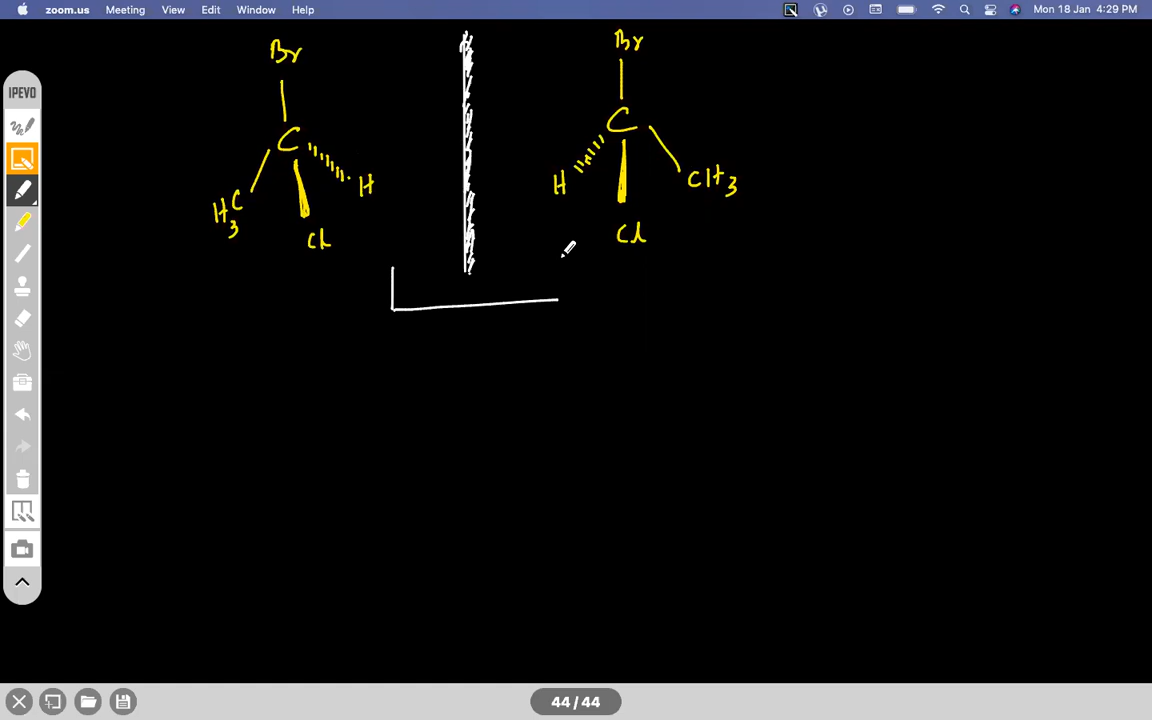 zoom.us Meeting View Edit Window Help Mon 18 Jan 4:29 PM
IPEVO
Br Br
C C
H3C Cl H H Cl CH3
44 / 44